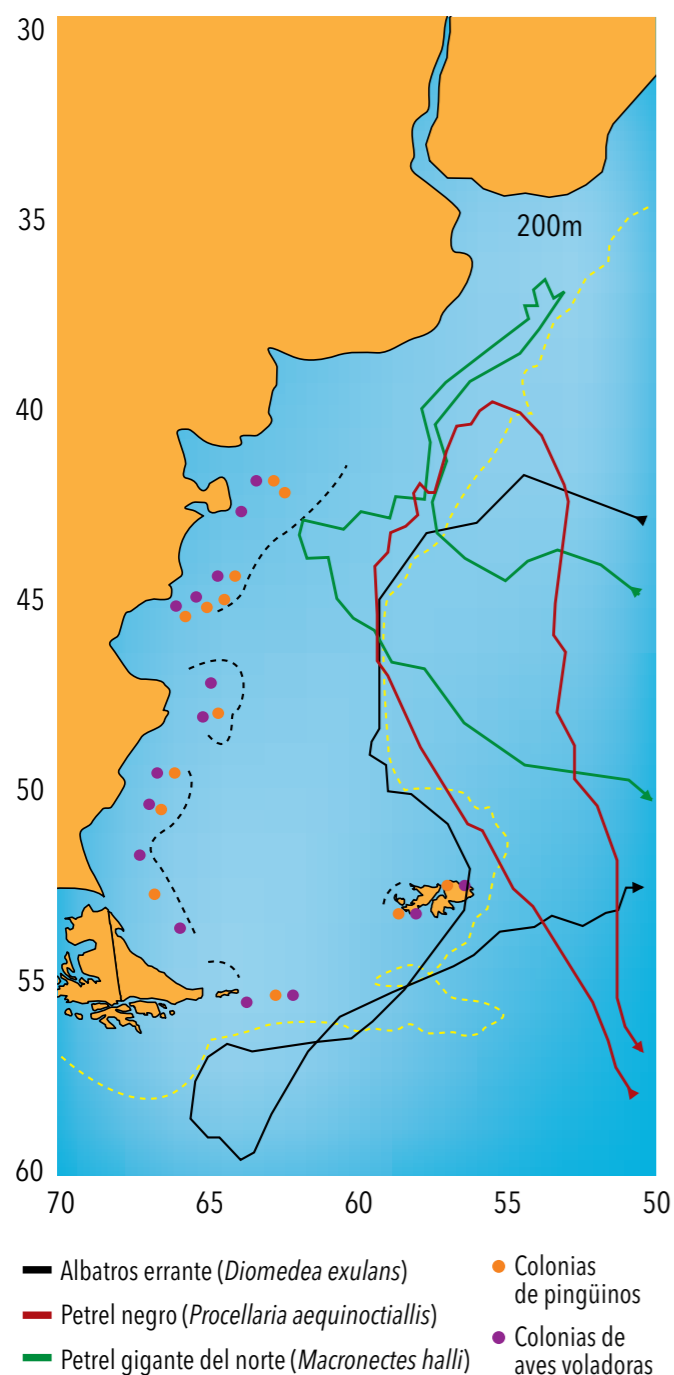 30
35
200m
40
45
50
55
60
70
65
60
55
50
Albatros errante (Diomedea exulans)
Petrel negro (Procellaria aequinoctiallis)
Petrel gigante del norte (Macronectes halli)
Colonias
de pingüinos
Colonias de
aves voladoras